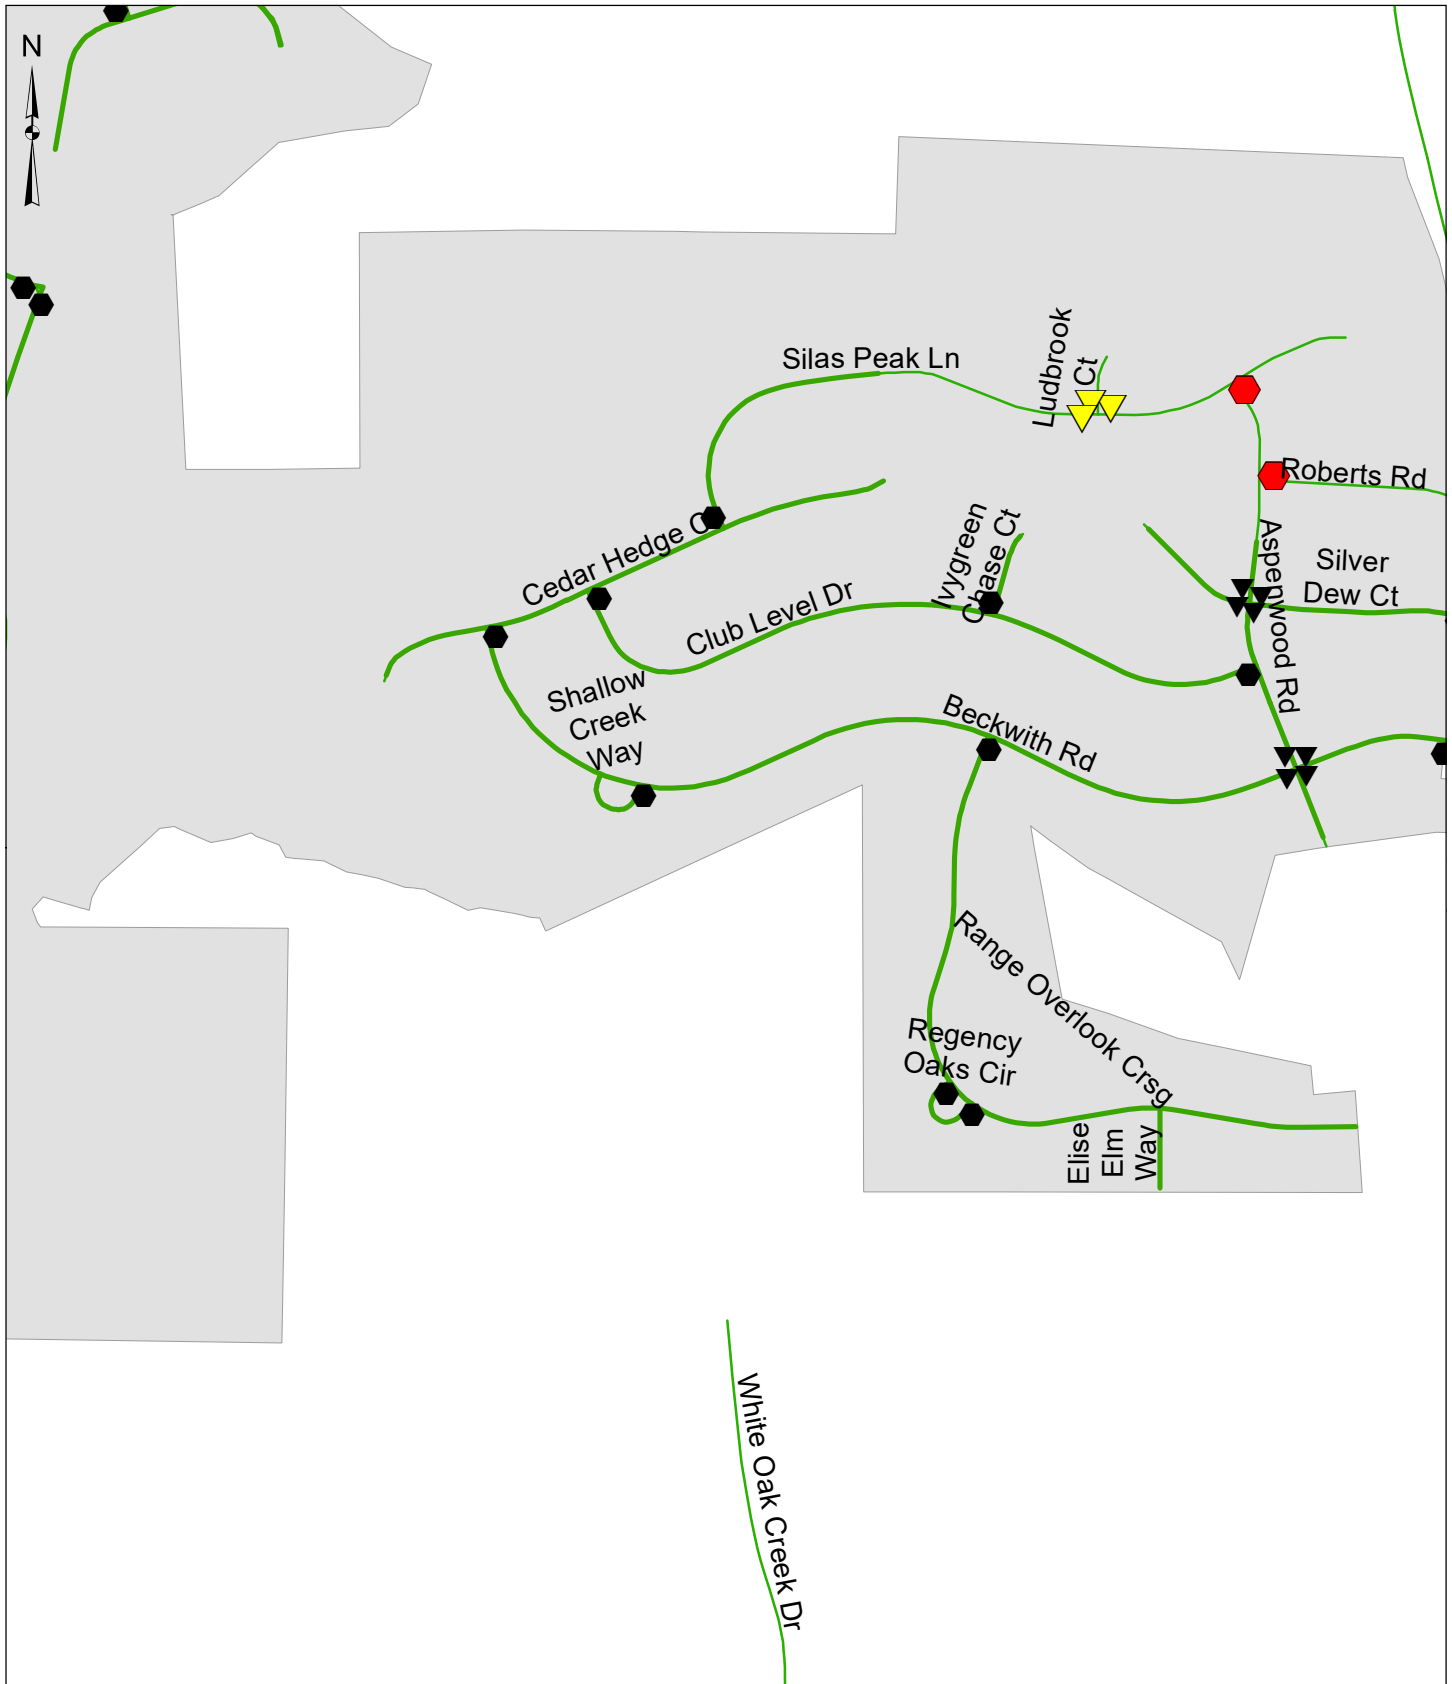 N
Ludbrook
Ct
Silas Peak Ln
Roberts Rd
Cedar Hedge C
Ivygreen
Chase Ct
Aspenwood Rd
Silver
Dew Ct
Club Level Dr
Shallow
Creek
Way
Beckwith Rd
Range Overlook Crsg
Regency
Oaks Cir
Elise
Elm
Way
White Oak Creek Dr